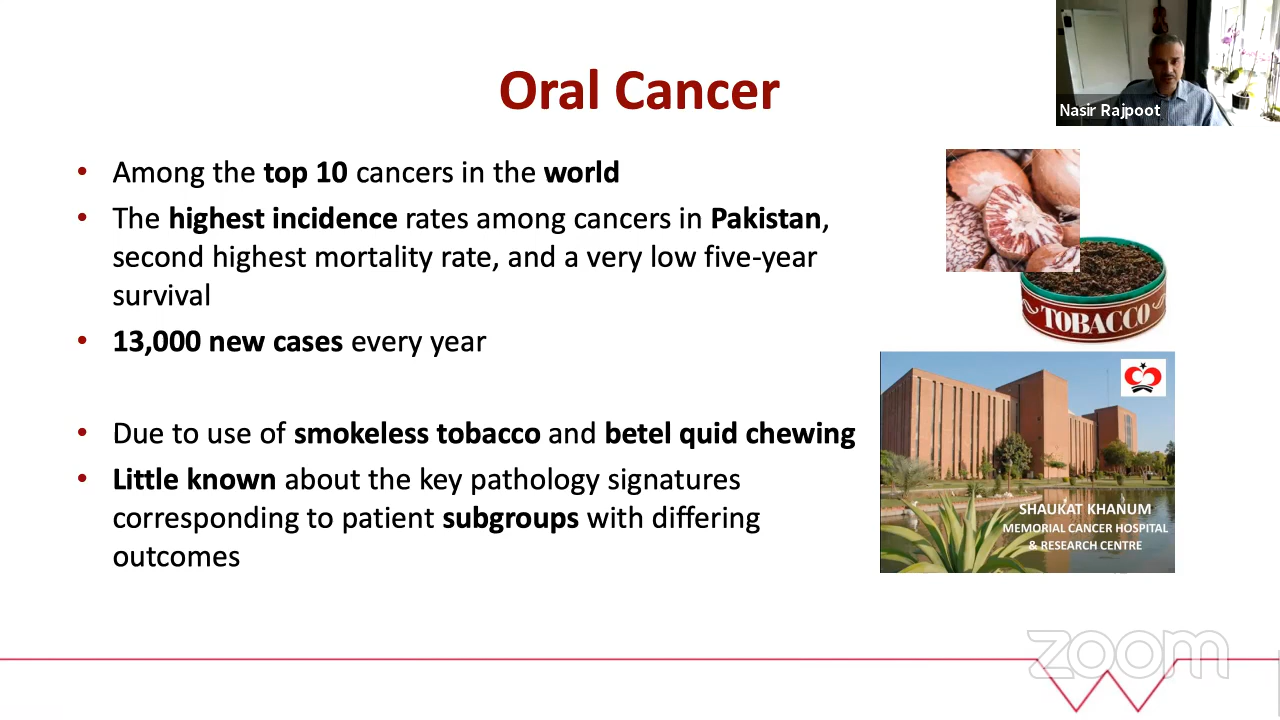 Oral Cancer
Nasir Rajpoot
• Among the top 10 cancers in the world
• The highest incidence rates among cancers in Pakistan,
second highest mortality rate, and a very low five-year
survival
• 13,000 new cases every year
• Due to use of smokeless tobacco and betel quid chewing
• Little known about the key pathology signatures
corresponding to patient subgroups with differing
outcomes
TOBACCO
SHAUKAT KHANUM
MEMORIAL CANCER HOSPITAL
& RESEARCH CENTRE
zoom